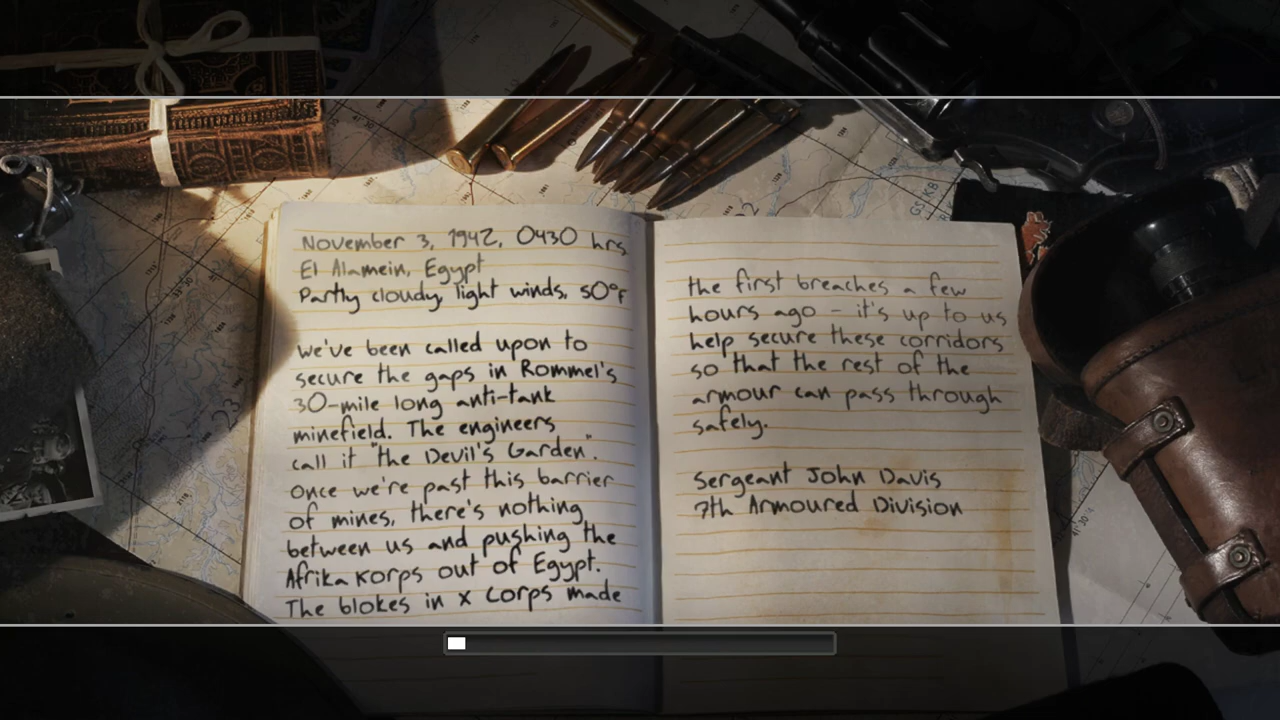 November 3, 1942, 0430 hrs
El Alamein, Egypt
Partly cloudy, light winds, 50°F
We've been called upon to
secure the gaps in Rommel's
30-mile long anti-tank
minefield. The engineers
call it "the Devil's Garden".
Once we're past this barrier
of mines, there's nothing
between us and pushing the
Afrika Korps out of Egypt.
The blokes in X Corps made
the first breaches a few
hours ago - it's up to us
help secure these corridors
so that the rest of the
armour can pass through
safely.
Sergeant John Davis
7th Armoured Division